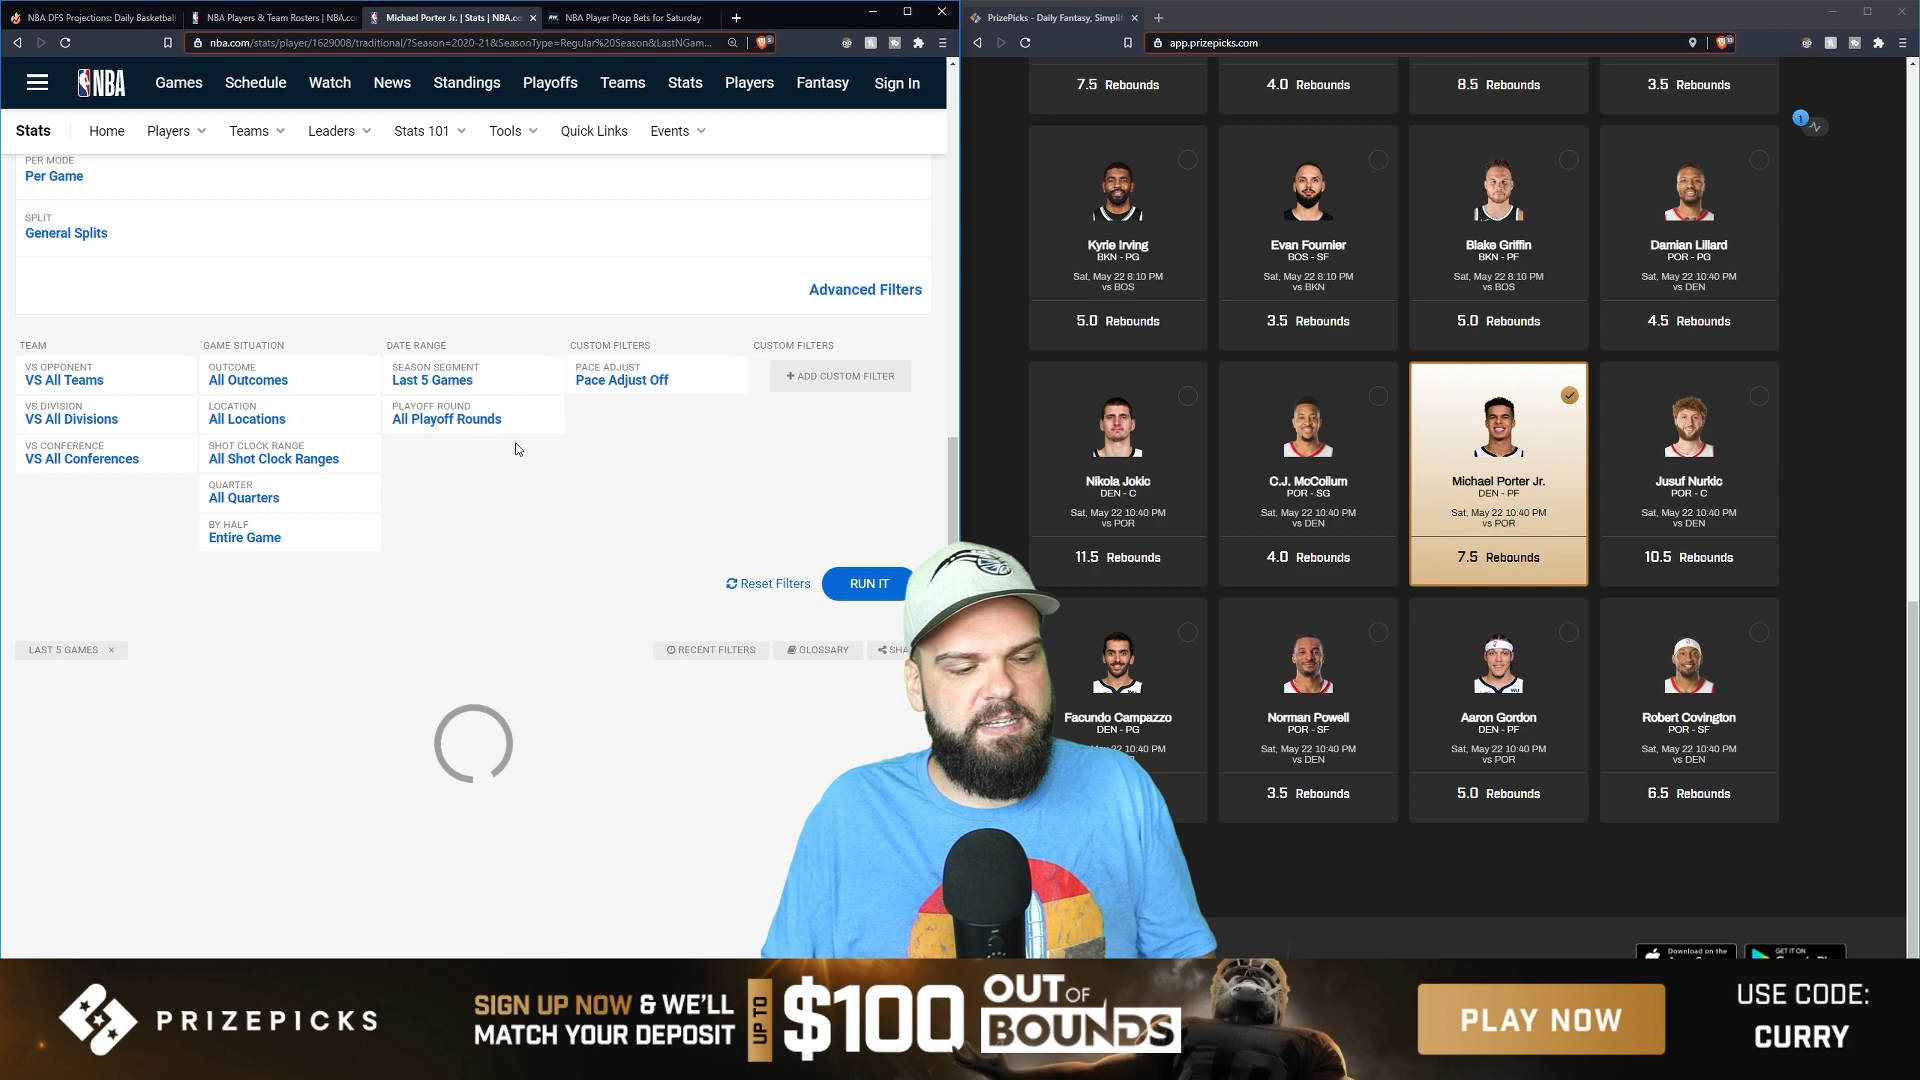 NBA DFS Projections: Daily Basketball
NBA Players & Team Rosters | NBA.co
Michael Porter Jr. | Stats | NBA.co
NBA Player Prop Bets for Saturday
nba.com/stats/player/1629008/traditional/?Season=2020-21&SeasonType=Regular%20Season&LastNGam...
NBA
Games
Schedule
Watch
News
Standings
Playoffs
Teams
Stats
Players
Fantasy
Sign In
Stats
Home
Players
Teams
Leaders
Stats 101
Tools
Quick Links
Events
PER MODE
Per Game
SPLIT
General Splits
Advanced Filters
TEAM
VS OPPONENT
VS All Teams
VS DIVISION
VS All Divisions
VS CONFERENCE
VS All Conferences
GAME SITUATION
OUTCOME
All Outcomes
LOCATION
All Locations
SHOT CLOCK RANGE
All Shot Clock Ranges
QUARTER
All Quarters
BY HALF
Entire Game
DATE RANGE
SEASON SEGMENT
Last 5 Games
PLAYOFF ROUND
All Playoff Rounds
CUSTOM FILTERS
PACE ADJUST
Pace Adjust Off
CUSTOM FILTERS
+ ADD CUSTOM FILTER
Reset Filters
RUN IT
LAST 5 GAMES ×
RECENT FILTERS
GLOSSARY
SHA
PrizePicks - Daily Fantasy, Simplif
app.prizepicks.com
1
7.5 Rebounds
4.0 Rebounds
8.5 Rebounds
3.5 Rebounds
Kyrie Irving
BKN - PG
Sat, May 22 8:10 PM
vs BOS
5.0 Rebounds
Evan Fournier
BOS - SF
Sat, May 22 8:10 PM
vs BKN
3.5 Rebounds
Blake Griffin
BKN - PF
Sat, May 22 8:10 PM
vs BOS
5.0 Rebounds
Damian Lillard
POR - PG
Sat, May 22 10:40 PM
vs DEN
4.5 Rebounds
Nikola Jokic
DEN - C
Sat, May 22 10:40 PM
vs POR
11.5 Rebounds
C.J. McCollum
POR - SG
Sat, May 22 10:40 PM
vs DEN
4.0 Rebounds
Michael Porter Jr.
DEN - PF
Sat, May 22 10:40 PM
vs POR
7.5 Rebounds
Jusuf Nurkic
POR - C
Sat, May 22 10:40 PM
vs DEN
10.5 Rebounds
Facundo Campazzo
DEN - PG
22 10:40 PM
Norman Powell
POR - SF
Sat, May 22 10:40 PM
vs DEN
3.5 Rebounds
Aaron Gordon
DEN - PF
Sat, May 22 10:40 PM
vs POR
5.0 Rebounds
Robert Covington
POR - SF
Sat, May 22 10:40 PM
vs DEN
6.5 Rebounds
Download on the
GET IT ON
PRIZEPICKS
SIGN UP NOW & WE'LL
MATCH YOUR DEPOSIT
UP TO
$100
OUT OF
BOUNDS
PLAY NOW
USE CODE:
CURRY